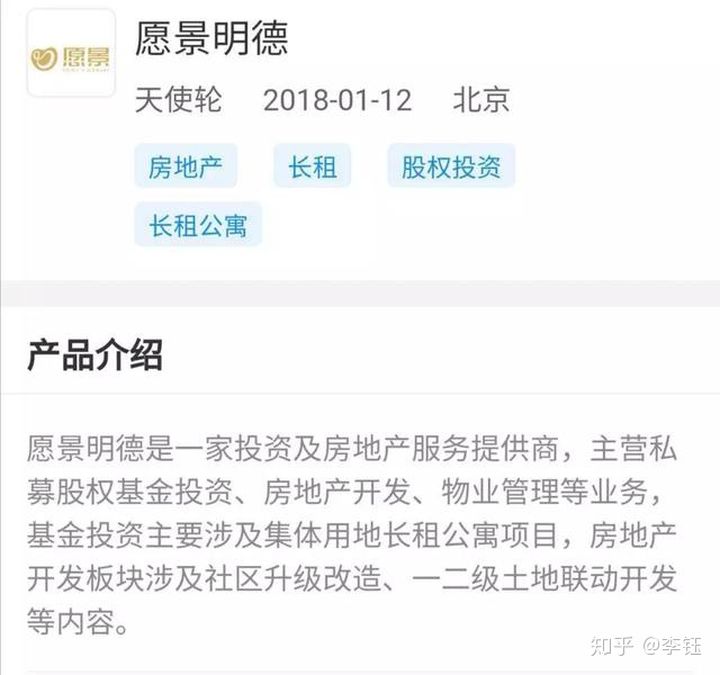 愿景
愿景明德
天使轮 2018-01-12 北京
房地产 长租 股权投资
长租公寓
产品介绍
愿景明德是一家投资及房地产服务提供商，主营私
募股权基金投资、房地产开发、物业管理等业务，
基金投资主要涉及集体用地长租公寓项目，房地产
开发板块涉及社区升级改造、一二级土地联动开发
等内容。
知乎 @李钰